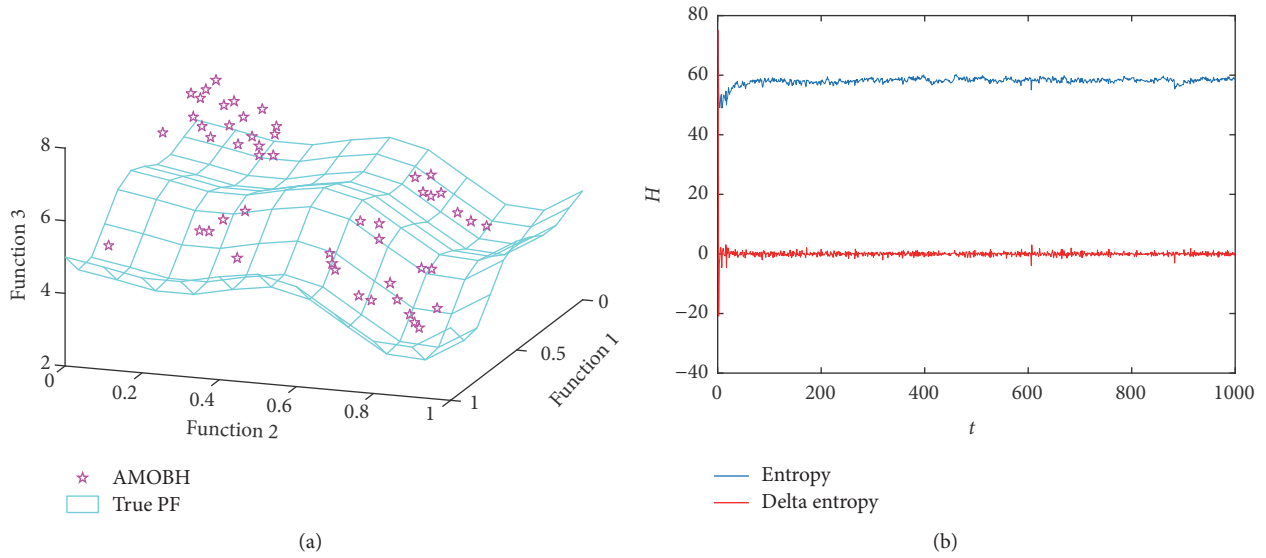 8
6
4
2
Function 3
0
0.2
0.4
0.6
0.8
1
Function 2
1
0.5
0
Function 1
AMOBH
True PF
(a)
80
60
40
20
0
−20
−40
H
0
200
400
600
800
1000
t
Entropy
Delta entropy
(b)